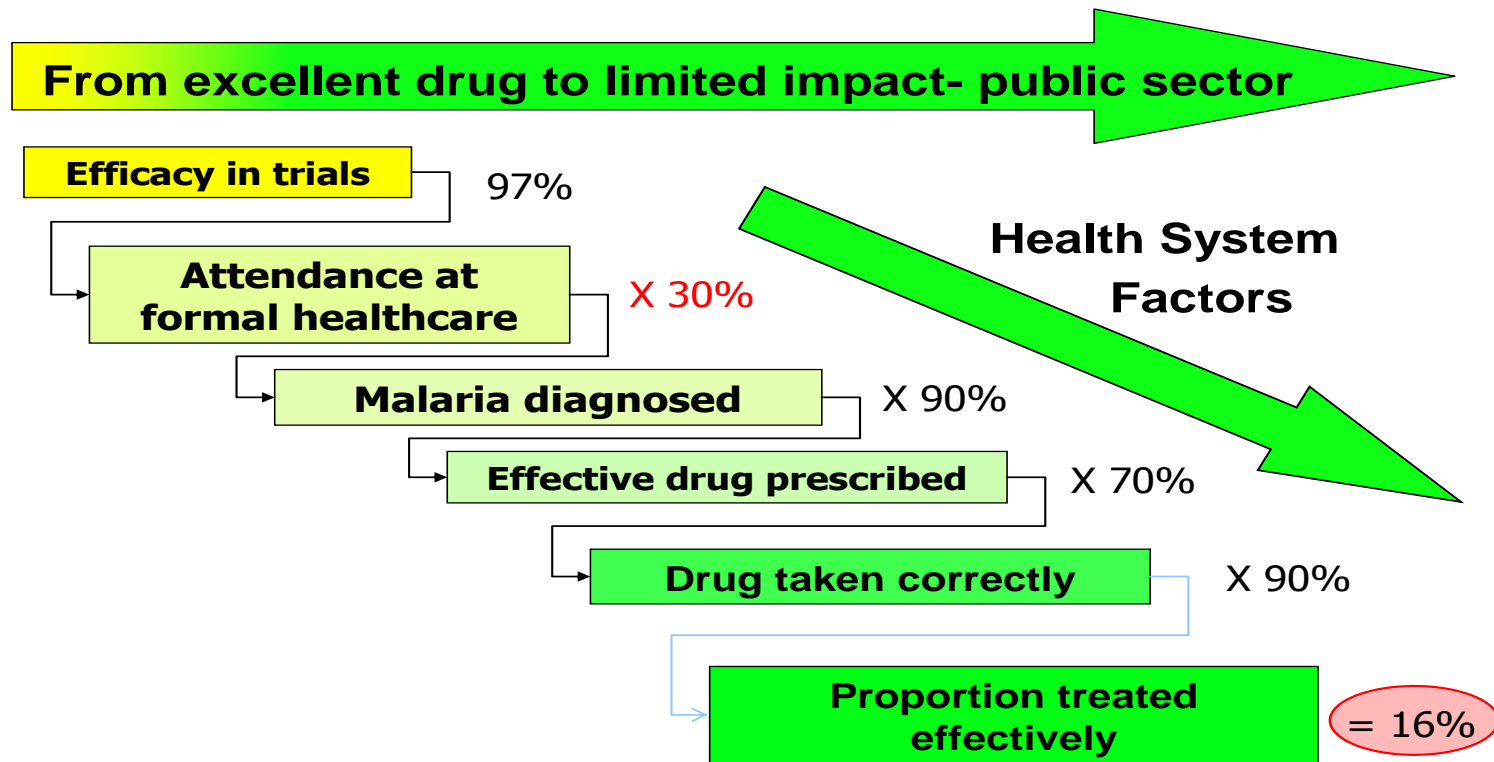 From excellent drug to limited impact- public sector
Efficacy in trials
97%
Health System
Factors
Attendance at
formal healthcare
X 30%
Malaria diagnosed
X 90%
Effective drug prescribed
X 70%
Drug taken correctly
X 90%
Proportion treated
effectively
= 16%